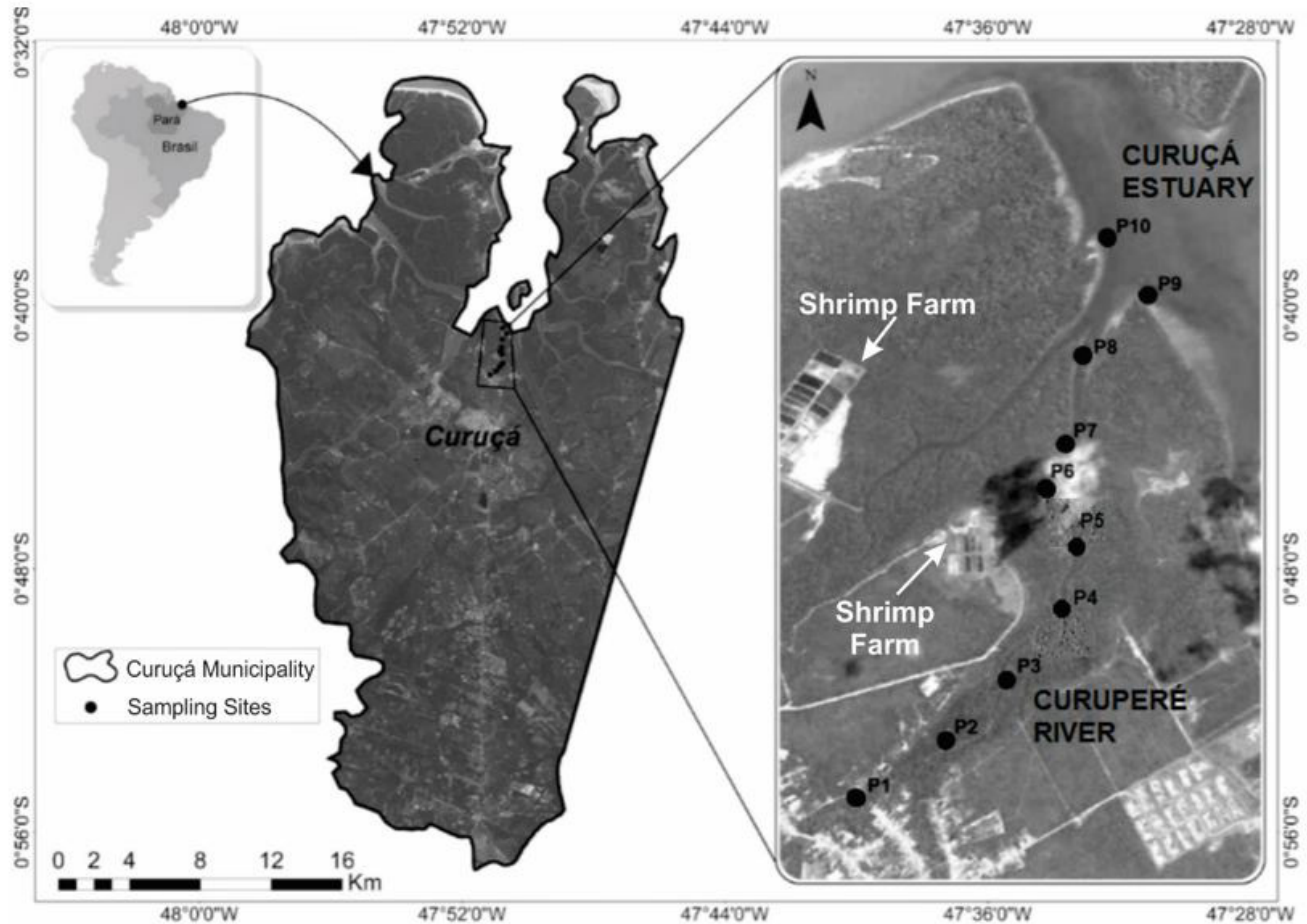 48°0'0"W
47°52'0"W
47°44'0"W
47°36'0"W
47°28'0"W
0°32'0"S
0°40'0"S
0°48'0"S
0°56'0"S
Pará
Brasil
Curuçá
Curuçá Municipality
Sampling Sites
0 2 4 8 12 16
Km
N
CURUÇÁ
ESTUARY
P10
P9
Shrimp Farm
P8
P7
P6
P5
Shrimp
Farm
P4
P3
CURUPERÉ
RIVER
P2
P1
0°32'0"S
0°40'0"S
0°48'0"S
0°56'0"S
48°0'0"W
47°52'0"W
47°44'0"W
47°36'0"W
47°28'0"W